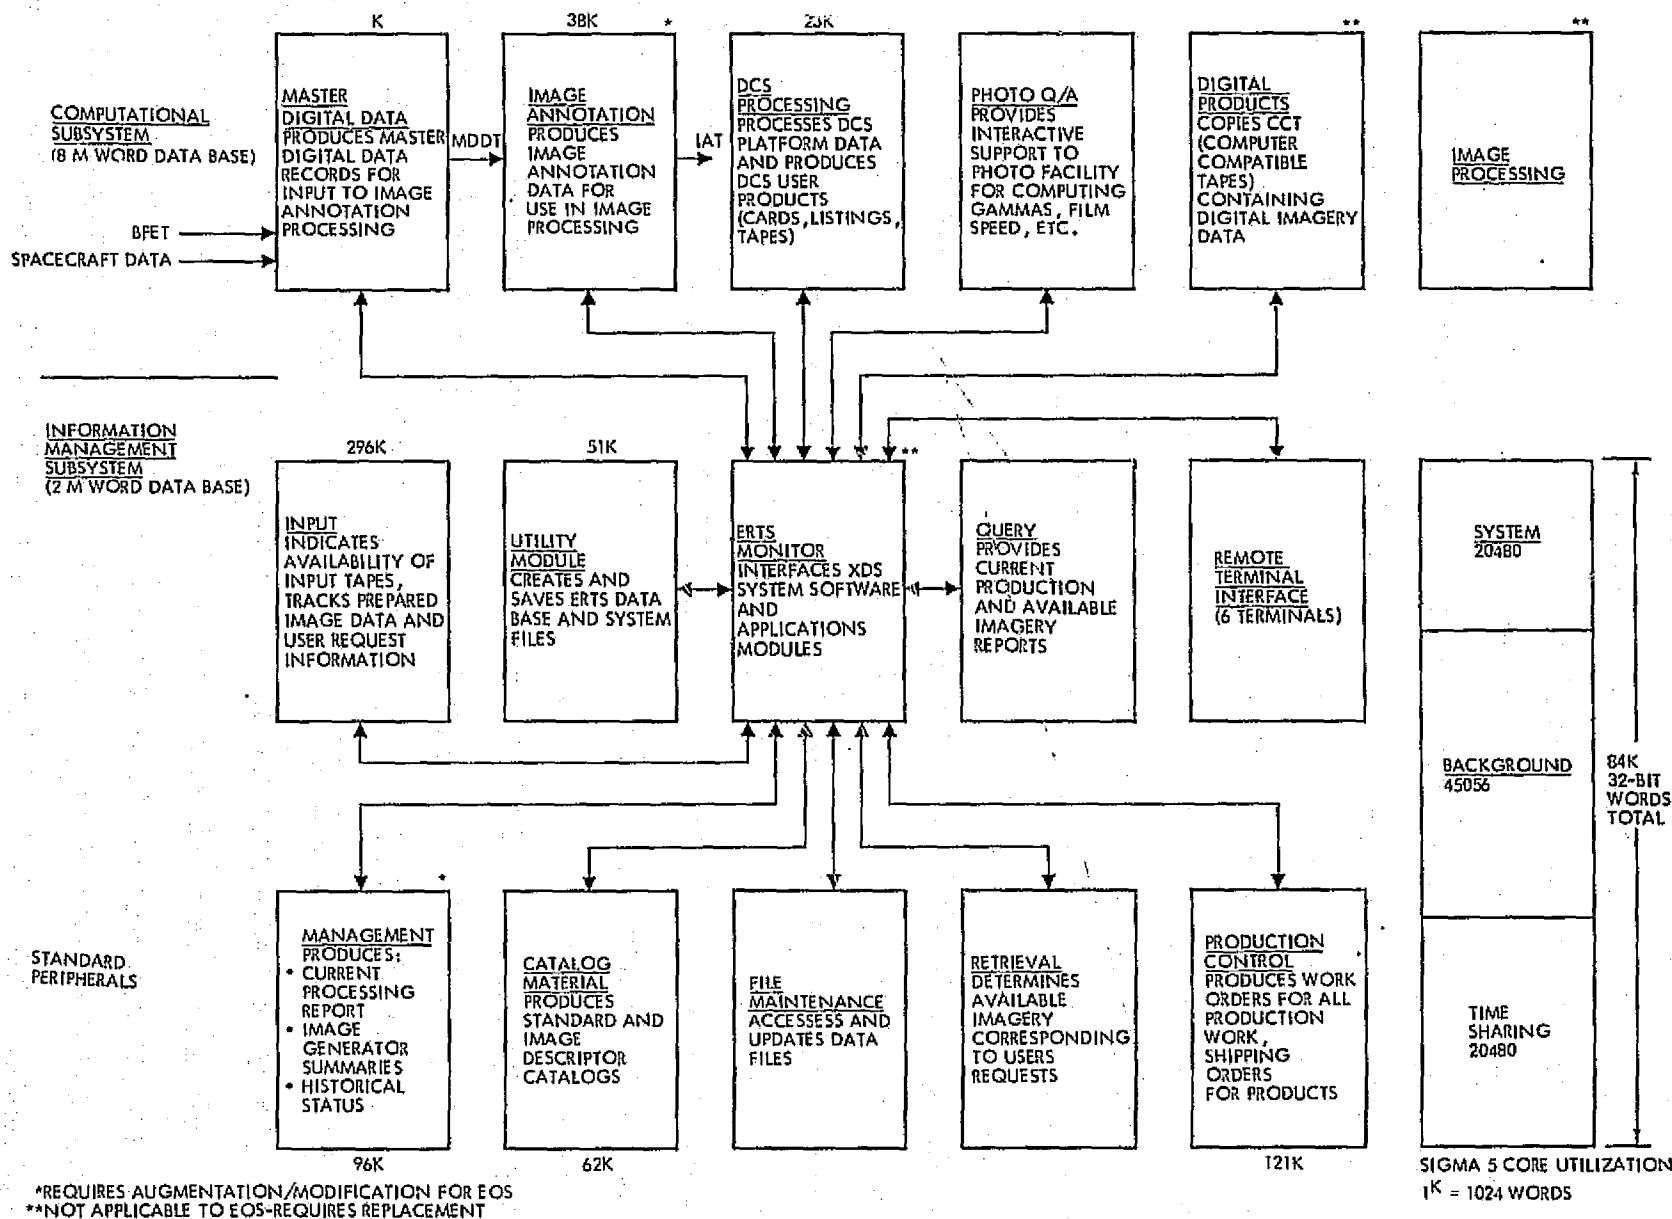 K
38K
*
23K
**
**
COMPUTATIONAL
SUBSYSTEM
(8 M WORD DATA BASE)
BFET
SPACECRAFT DATA
MASTER
DIGITAL DATA
PRODUCES MASTER
DIGITAL DATA
RECORDS FOR
INPUT TO IMAGE
ANNOTATION
PROCESSING
MDDT
IMAGE
ANNOTATION
PRODUCES
IMAGE
ANNOTATION
DATA FOR
USE IN IMAGE
PROCESSING
IAT
DCS
PROCESSING
PROCESSES DCS
PLATFORM DATA
AND PRODUCES
DCS USER
PRODUCTS
(CARDS, LISTINGS,
TAPES)
PHOTO Q/A
PROVIDES
INTERACTIVE
SUPPORT TO
PHOTO FACILITY
FOR COMPUTING
GAMMAS, FILM
SPEED, ETC.
DIGITAL
PRODUCTS
COPIES CCT
(COMPUTER
COMPATIBLE
TAPES)
CONTAINING
DIGITAL IMAGERY
DATA
IMAGE
PROCESSING
INFORMATION
MANAGEMENT
SUBSYSTEM
(2 M WORD DATA BASE)
296K
51K
**
INPUT
INDICATES
AVAILABILITY OF
INPUT TAPES,
TRACKS PREPARED
IMAGE DATA AND
USER REQUEST
INFORMATION
UTILITY
MODULE
CREATES AND
SAVES ERTS DATA
BASE AND SYSTEM
FILES
ERTS
MONITOR
INTERFACES XDS
SYSTEM SOFTWARE
AND
APPLICATIONS
MODULES
QUERY
PROVIDES
CURRENT
PRODUCTION
AND AVAILABLE
IMAGERY
REPORTS
REMOTE
TERMINAL
INTERFACE
(6 TERMINALS)
SYSTEM
20480
BACKGROUND
45056
TIME
SHARING
20480
84K
32-BIT
WORDS
TOTAL
STANDARD
PERIPHERALS
*
MANAGEMENT
PRODUCES:
• CURRENT
PROCESSING
REPORT
• IMAGE
GENERATOR
SUMMARIES
• HISTORICAL
STATUS
CATALOG
MATERIAL
PRODUCES
STANDARD AND
IMAGE
DESCRIPTOR
CATALOGS
FILE
MAINTENANCE
ACCESSESS AND
UPDATES DATA
FILES
RETRIEVAL
DETERMINES
AVAILABLE
IMAGERY
CORRESPONDING
TO USERS
REQUESTS
PRODUCTION
CONTROL
PRODUCES WORK
ORDERS FOR ALL
PRODUCTION
WORK,
SHIPPING
ORDERS
FOR PRODUCTS
96K
62K
121K
SIGMA 5 CORE UTILIZATION
1K = 1024 WORDS
*REQUIRES AUGMENTATION/MODIFICATION FOR EOS
**NOT APPLICABLE TO EOS-REQUIRES REPLACEMENT